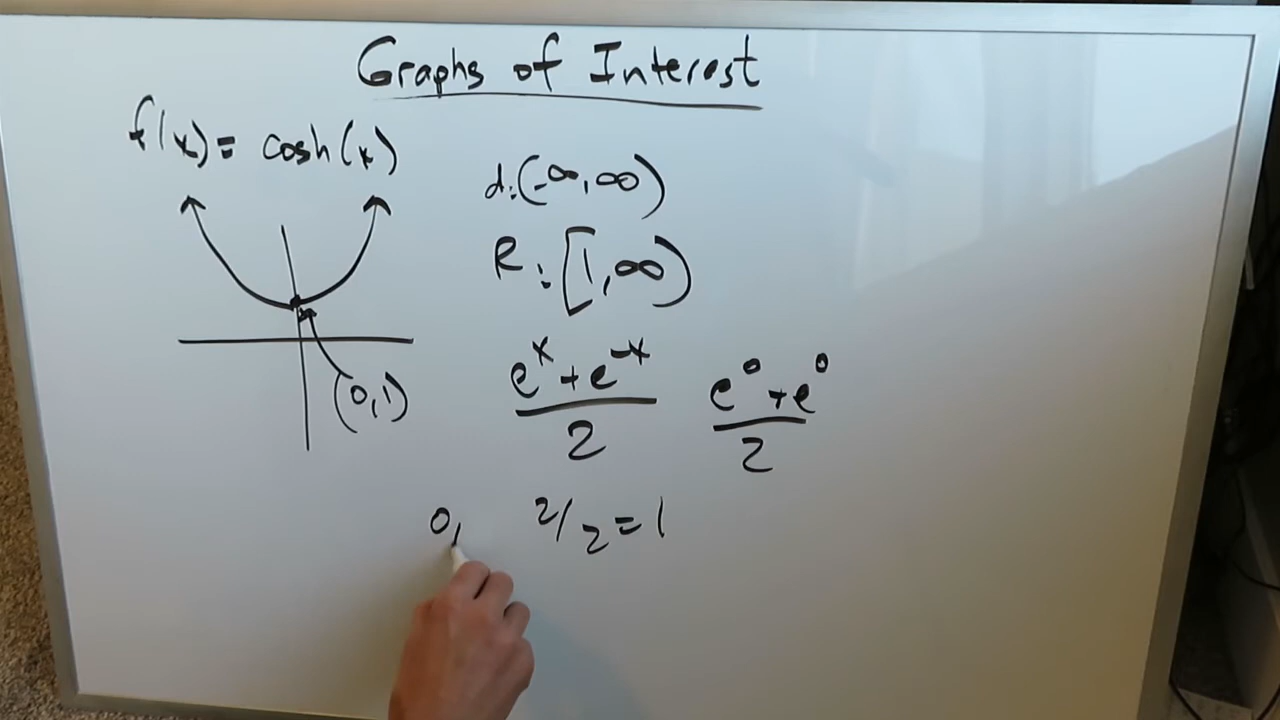 Graphs of Interest
f(x) = cosh(x)
d:(-∞,∞)
R:[1,∞)
(0,1)
e^x + e^-x / 2
e^0 + e^0 / 2
0,
2/2 = 1